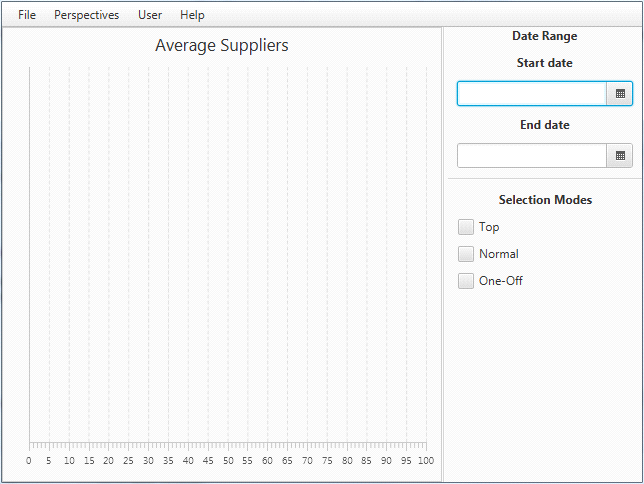 File Perspectives User Help
Average Suppliers
0 5 10 15 20 25 30 35 40 45 50 55 60 65 70 75 80 85 90 95 100
Date Range
Start date
End date
Selection Modes
Top
Normal
One-Off